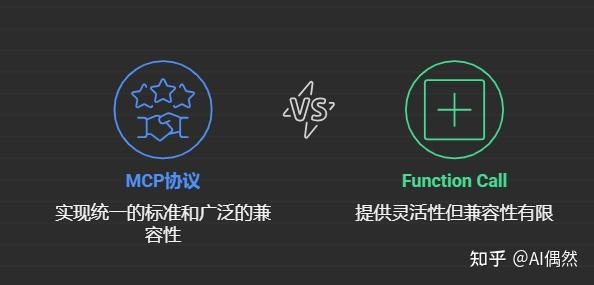 VS
MCP协议
Function Call
实现统一的标准和广泛的兼
容性
提供灵活性但兼容性有限
知乎 @AI偶然